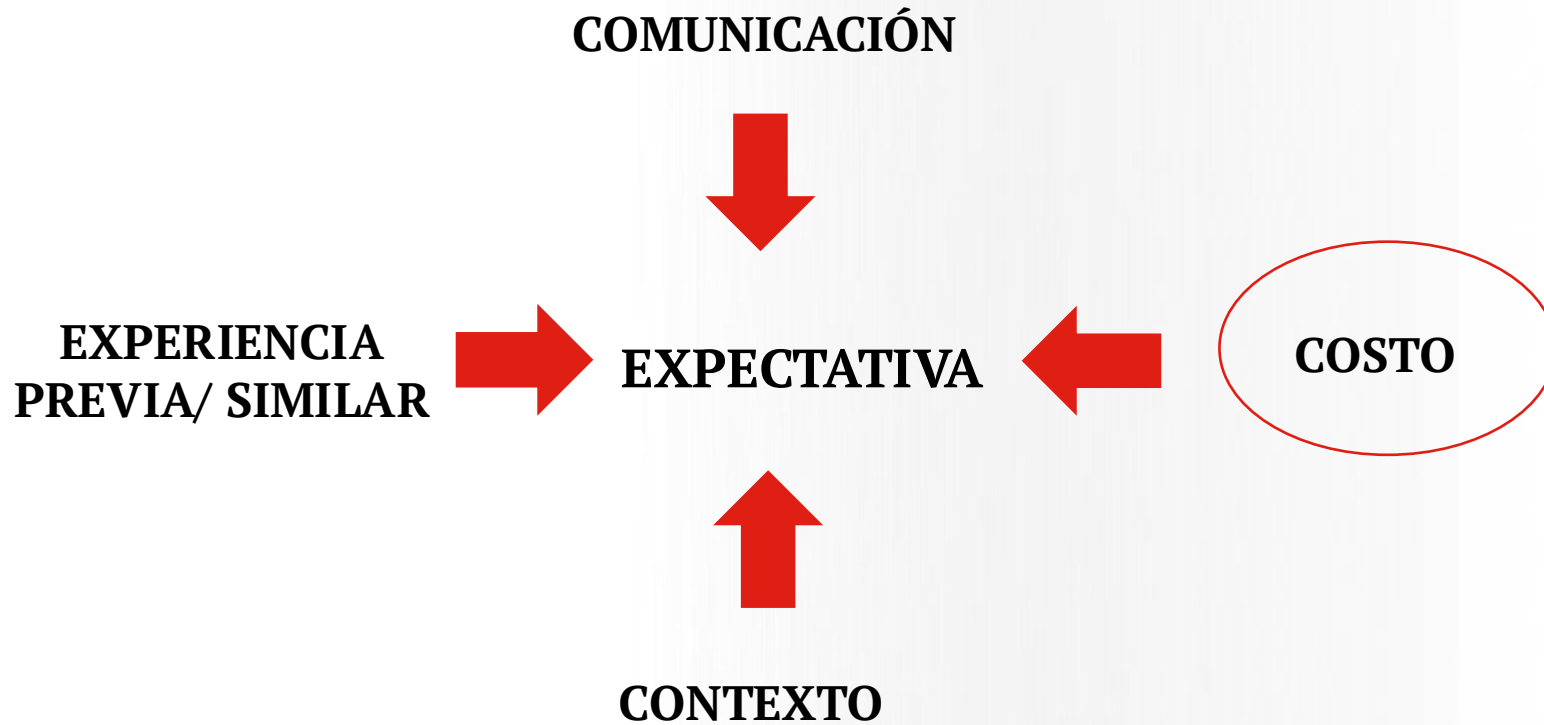 COMUNICACIÓN
EXPERIENCIA
PREVIA/ SIMILAR
EXPECTATIVA
COSTO
CONTEXTO